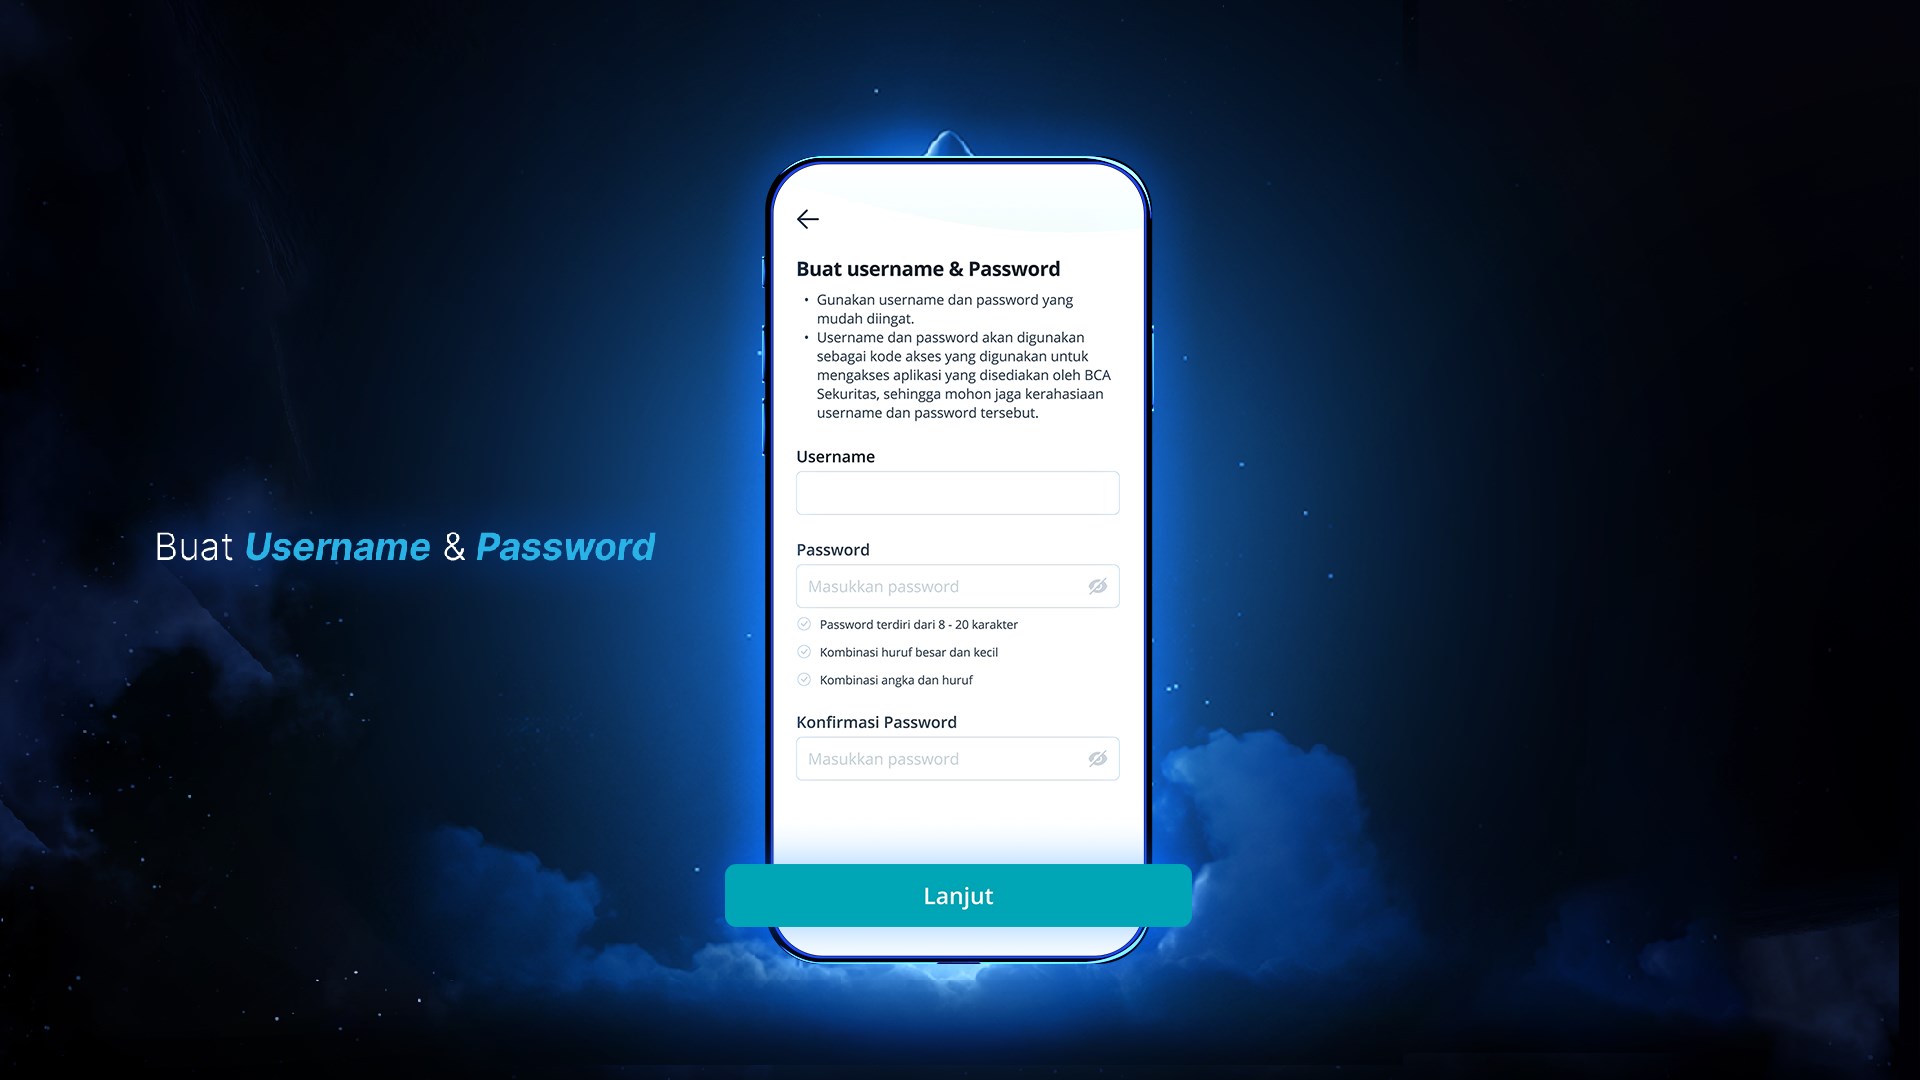 Buat Username & Password
Buat username & Password
• Gunakan username dan password yang
mudah diingat.
• Username dan password akan digunakan
sebagai kode akses yang digunakan untuk
mengakses aplikasi yang disediakan oleh BCA
Sekuritas, sehingga mohon jaga kerahasiaan
username dan password tersebut.
Username
Password
Masukkan password
Password terdiri dari 8 - 20 karakter
Kombinasi huruf besar dan kecil
Kombinasi angka dan huruf
Konfirmasi Password
Masukkan password
Lanjut